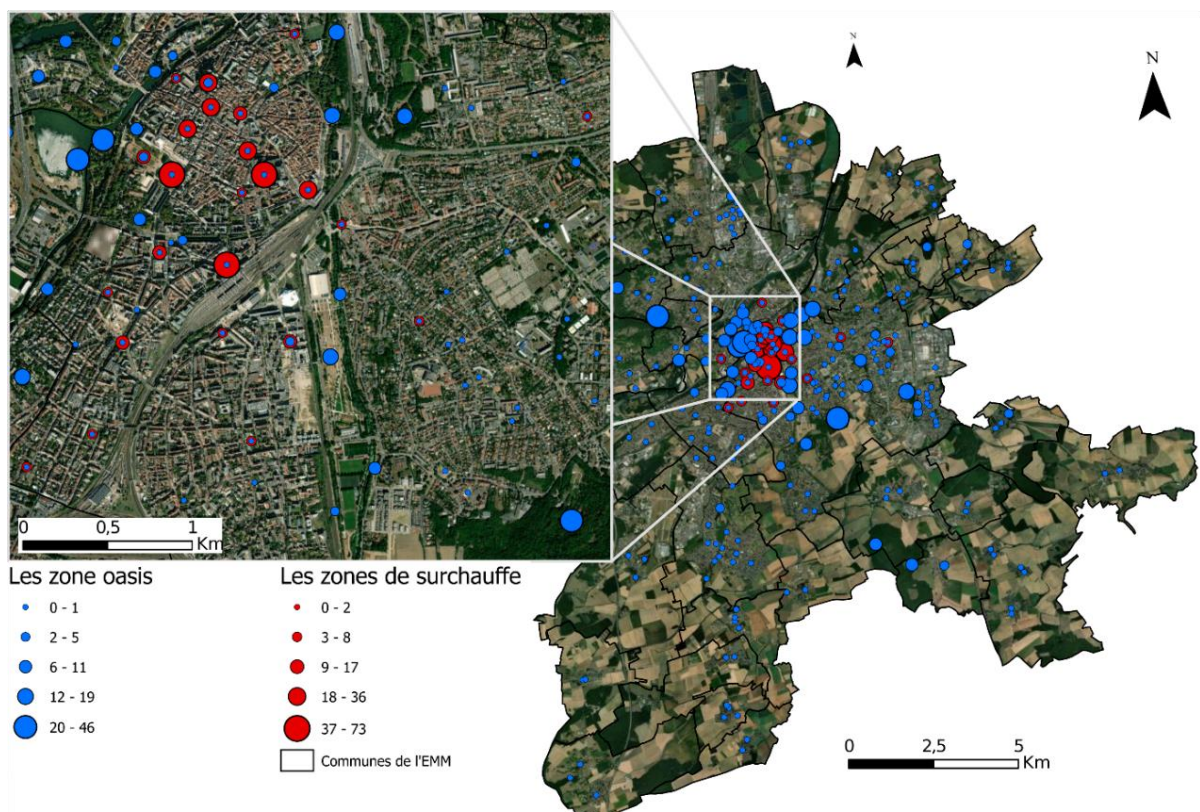 N
N
0 0,5 1
Km
Les zone oasis
0 - 1
2 - 5
6 - 11
12 - 19
20 - 46
Les zones de surchauffe
0 - 2
3 - 8
9 - 17
18 - 36
37 - 73
Communes de l'EMM
0 2,5 5
Km